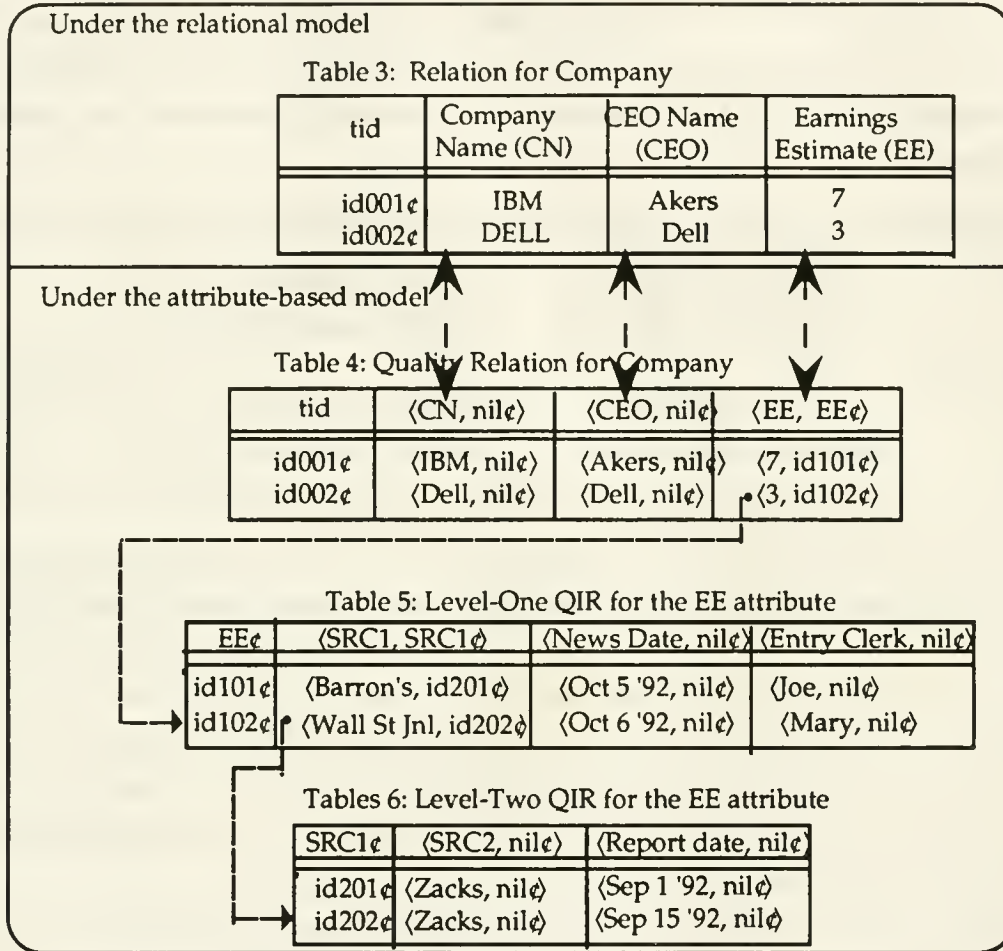 Under the relational model
Table 3: Relation for Company
tid Company Name (CN) CEO Name (CEO) Earnings Estimate (EE)
id001¢ IBM Akers 7
id002¢ DELL Dell 3
Under the attribute-based model
Table 4: Quality Relation for Company
tid ⟨CN, nil¢⟩ ⟨CEO, nil¢⟩ ⟨EE, EE¢⟩
id001¢ ⟨IBM, nil¢⟩ ⟨Akers, nil¢⟩ ⟨7, id101¢⟩
id002¢ ⟨Dell, nil¢⟩ ⟨Dell, nil¢⟩ ⟨3, id102¢⟩
Table 5: Level-One QIR for the EE attribute
EE¢ ⟨SRC1, SRC1¢⟩ ⟨News Date, nil¢⟩ ⟨Entry Clerk, nil¢⟩
id101¢ ⟨Barron's, id201¢⟩ ⟨Oct 5 '92, nil¢⟩ ⟨Joe, nil¢⟩
id102¢ ⟨Wall St Jnl, id202¢⟩ ⟨Oct 6 '92, nil¢⟩ ⟨Mary, nil¢⟩
Tables 6: Level-Two QIR for the EE attribute
SRC1¢ ⟨SRC2, nil¢⟩ ⟨Report date, nil¢⟩
id201¢ ⟨Zacks, nil¢⟩ ⟨Sep 1 '92, nil¢⟩
id202¢ ⟨Zacks, nil¢⟩ ⟨Sep 15 '92, nil¢⟩